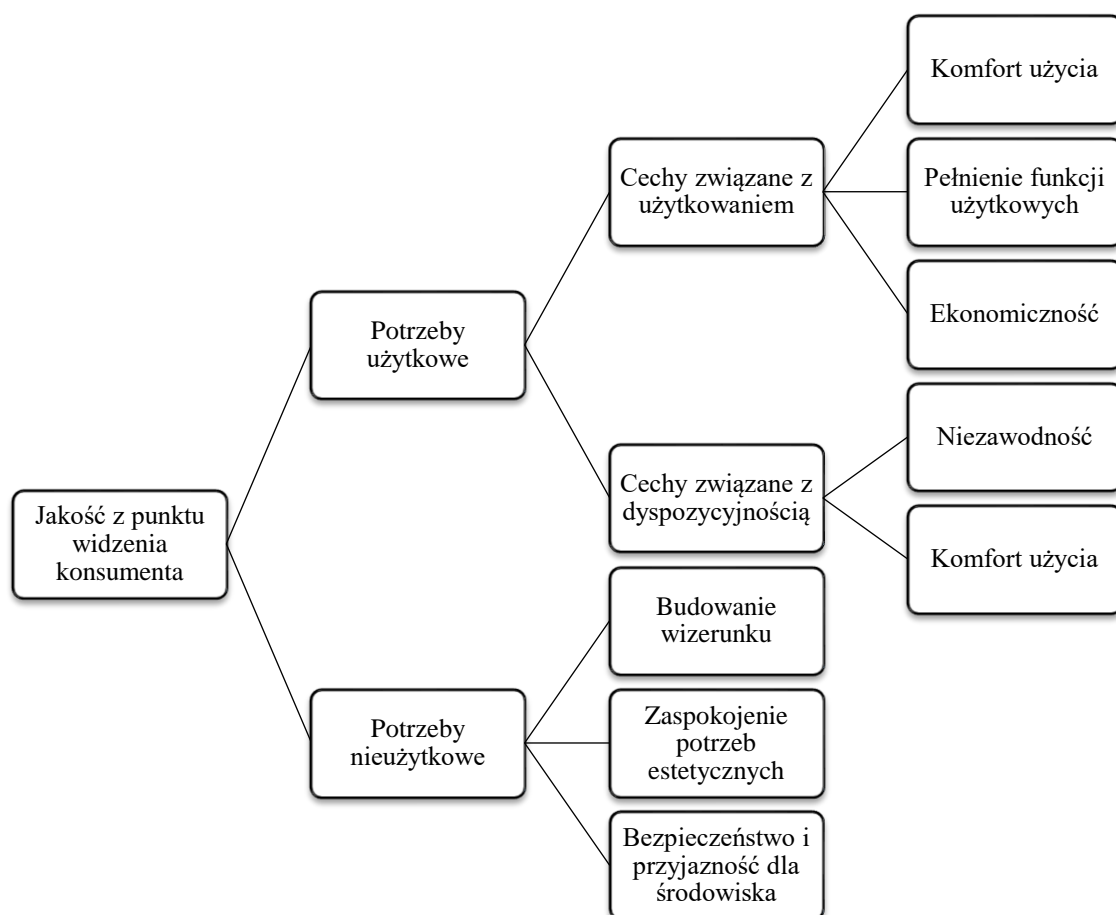 Komfort użycia
Cechy związane z
użytkowaniem
Pełnienie funkcji
użytkowych
Ekonomiczność
Potrzeby
użytkowe
Niezawodność
Cechy związane z
dyspozycyjnością
Komfort użycia
Jakość z punktu
widzenia
konsumenta
Budowanie
wizerunku
Potrzeby
nieużytkowe
Zaspokojenie
potrzeb
estetycznych
Bezpieczeństwo i
przyjazność dla
środowiska